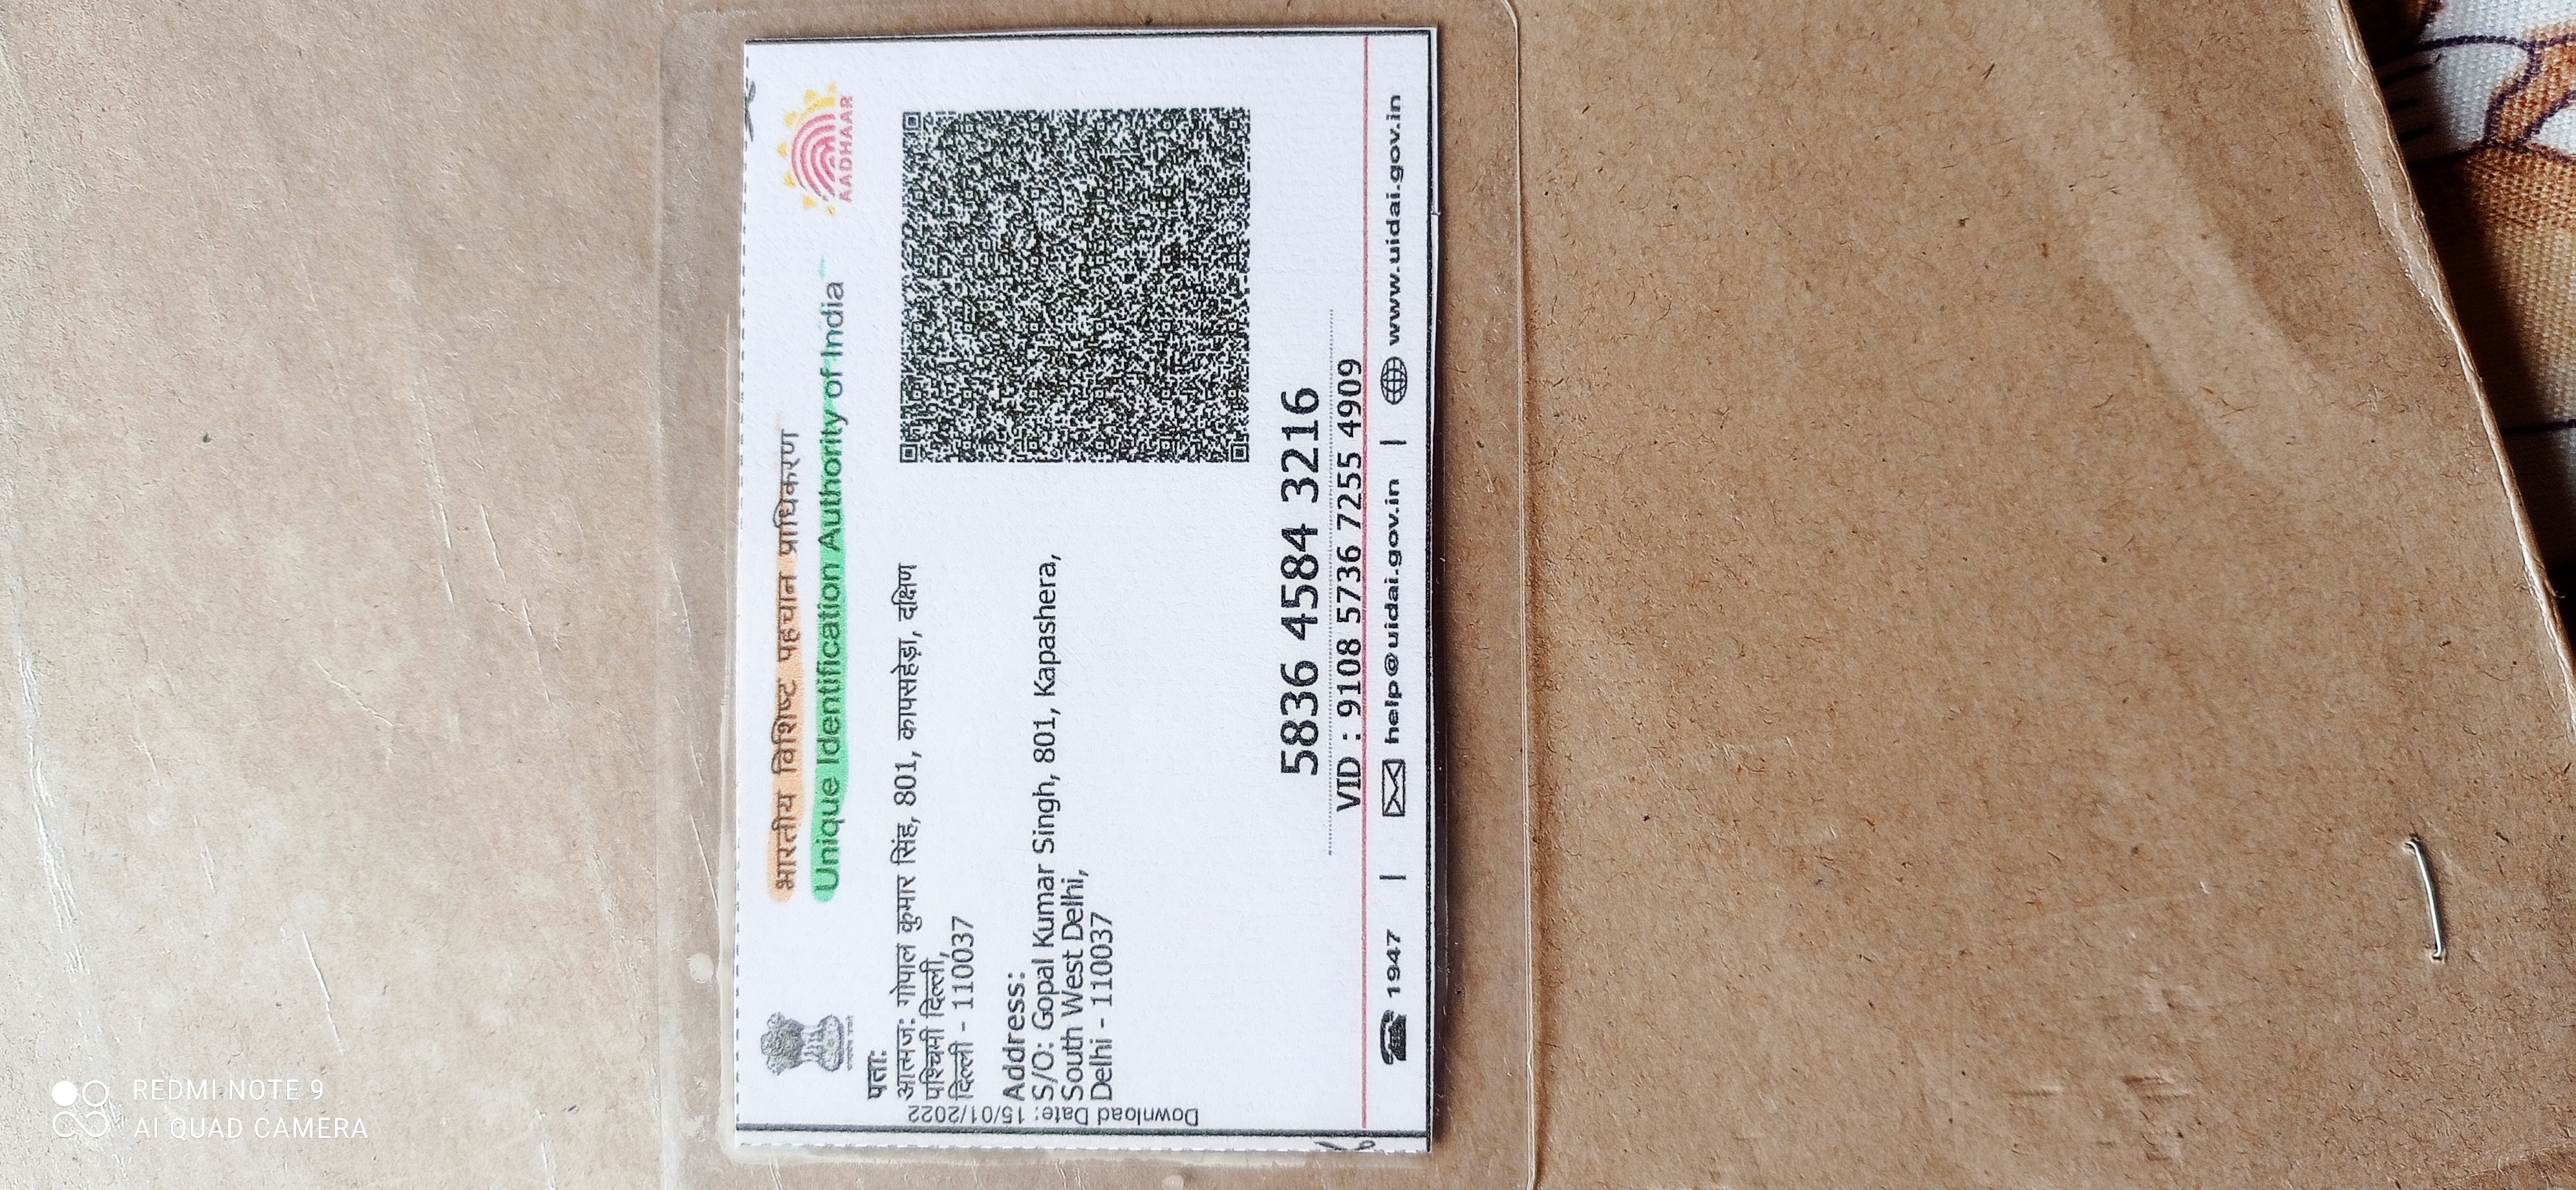 भारतीय विशिष्ट पहचान प्राधिकरण
Unique Identification Authority of India
AADHAAR
पता:
आत्मज: गोपाल कुमार सिंह, 801, कापसहेड़ा, दक्षिण
पश्चिमी दिल्ली,
दिल्ली - 110037
Address:
S/O: Gopal Kumar Singh, 801, Kapashera,
South West Delhi,
Delhi - 110037
Download Date: 15/01/2022
5836 4584 3216
VID : 9108 5736 7255 4909
1947 | help@uidai.gov.in | www.uidai.gov.in
REDMI NOTE 9
AI QUAD CAMERA